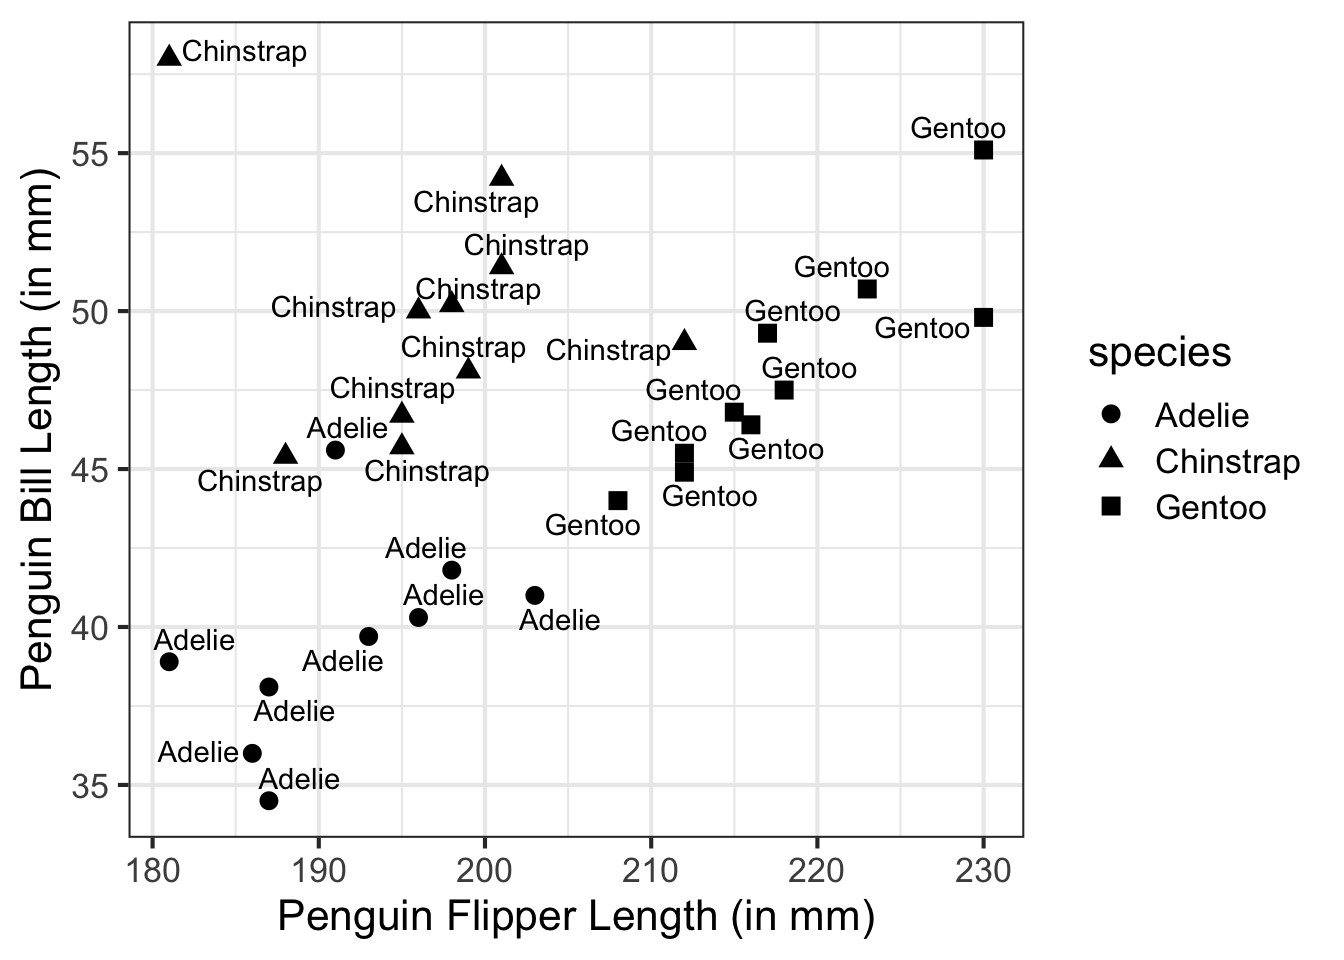 Chinstrap
Gentoo
55
Chinstrap
Chinstrap
Gentoo
Chinstrap
Chinstrap
50
Gentoo
Gentoo
Chinstrap
Chinstrap
Gentoo
Chinstrap
Gentoo
Adelie
Gentoo
Gentoo
45
Chinstrap
Chinstrap
Gentoo
Gentoo
Adelie
Adelie
40
Adelie
Adelie
Adelie
Adelie
Adelie
Adelie
35
180 190 200 210 220 230
Penguin Flipper Length (in mm)
Penguin Bill Length (in mm)
species
Adelie
Chinstrap
Gentoo